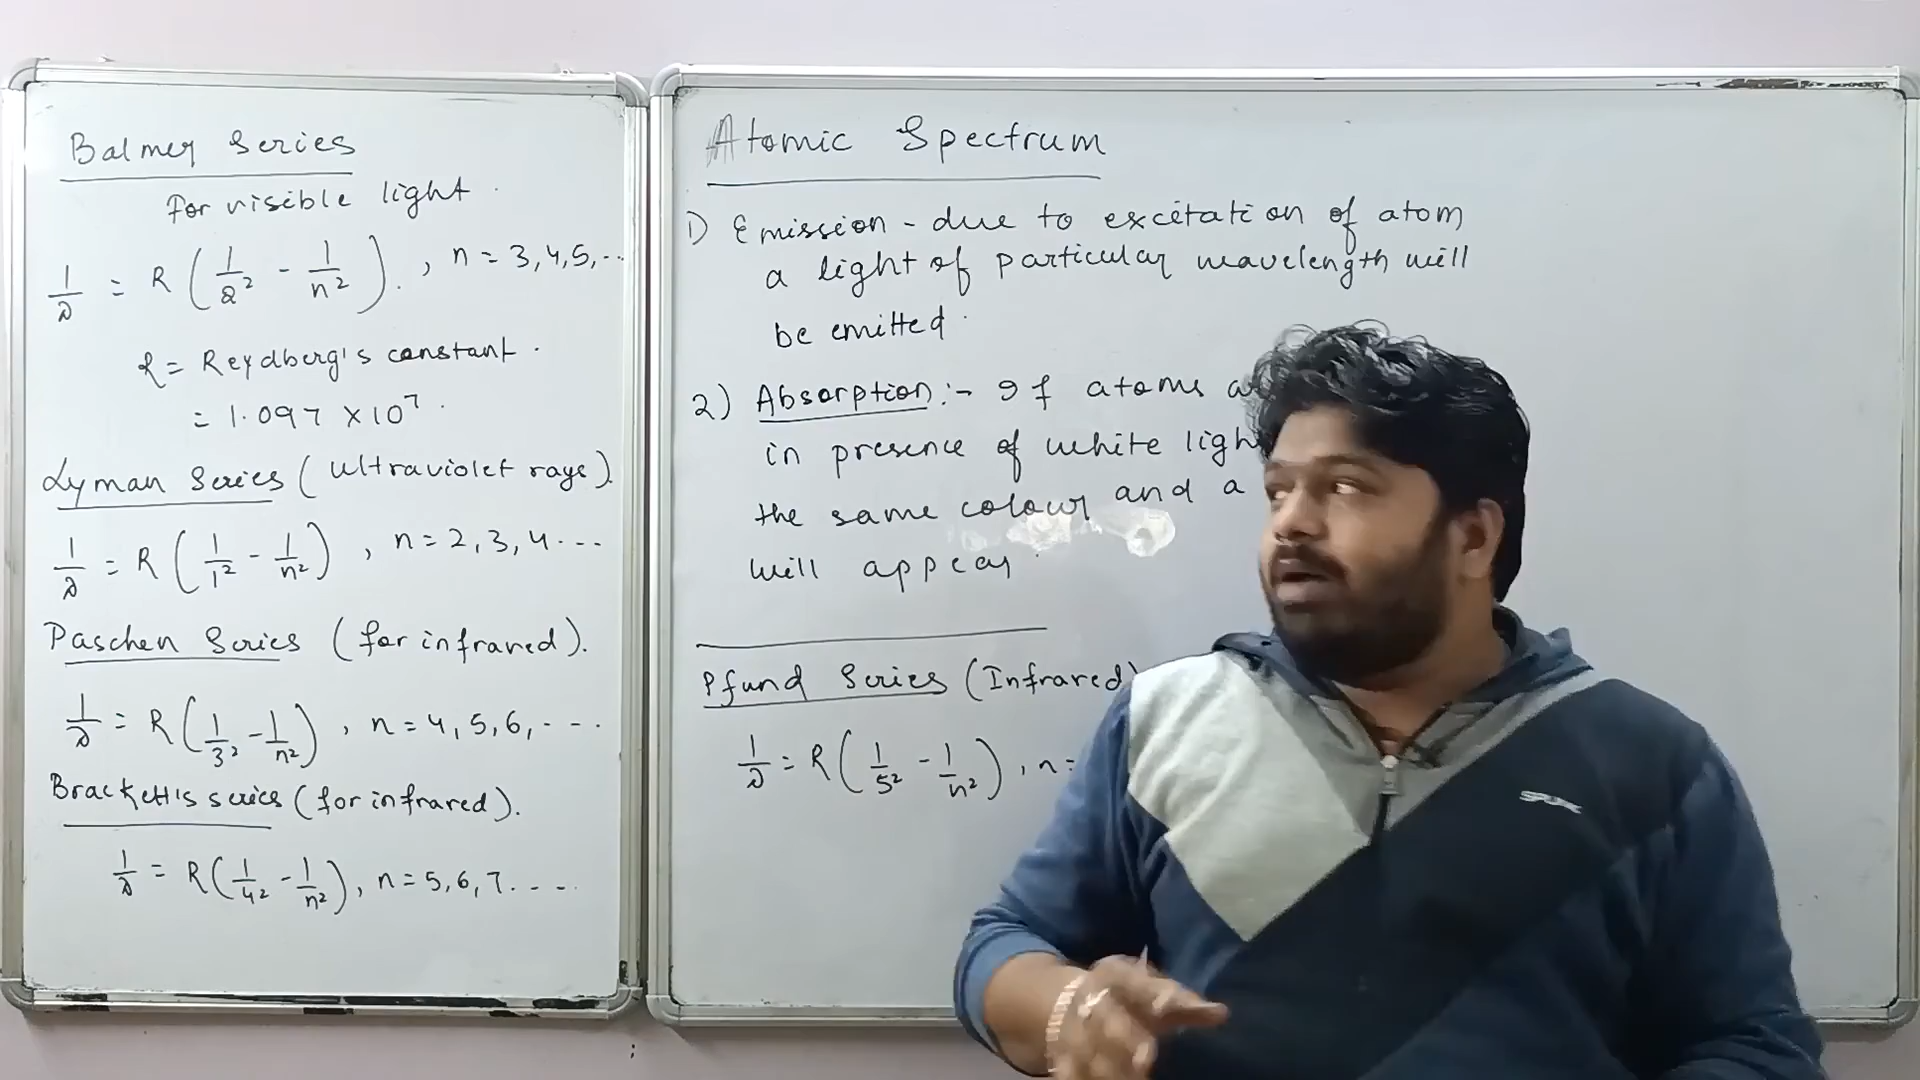 Balmer Series
For visible light.
1/λ = R (1/2² - 1/n²). , n = 3,4,5,..
R = Reydberg's constant.
= 1.097 × 10⁷.
Lyman Series (ultraviolet rays).
1/λ = R (1/1² - 1/n²) , n = 2,3,4...
Paschen Series (for infrared).
1/λ = R (1/3² - 1/n²) , n = 4,5,6,---.
Brackett's series (for infrared).
1/λ = R (1/4² - 1/n²), n = 5,6,7....
Atomic Spectrum
1) Emission - due to excitation of atom
a light of particular wavelength will
be emitted.
2) Absorption :- If atoms
in presence of white ligh
the same colour and a
will appear.
Pfund Series (Infrared)
1/λ = R (1/5² - 1/n²) , n =